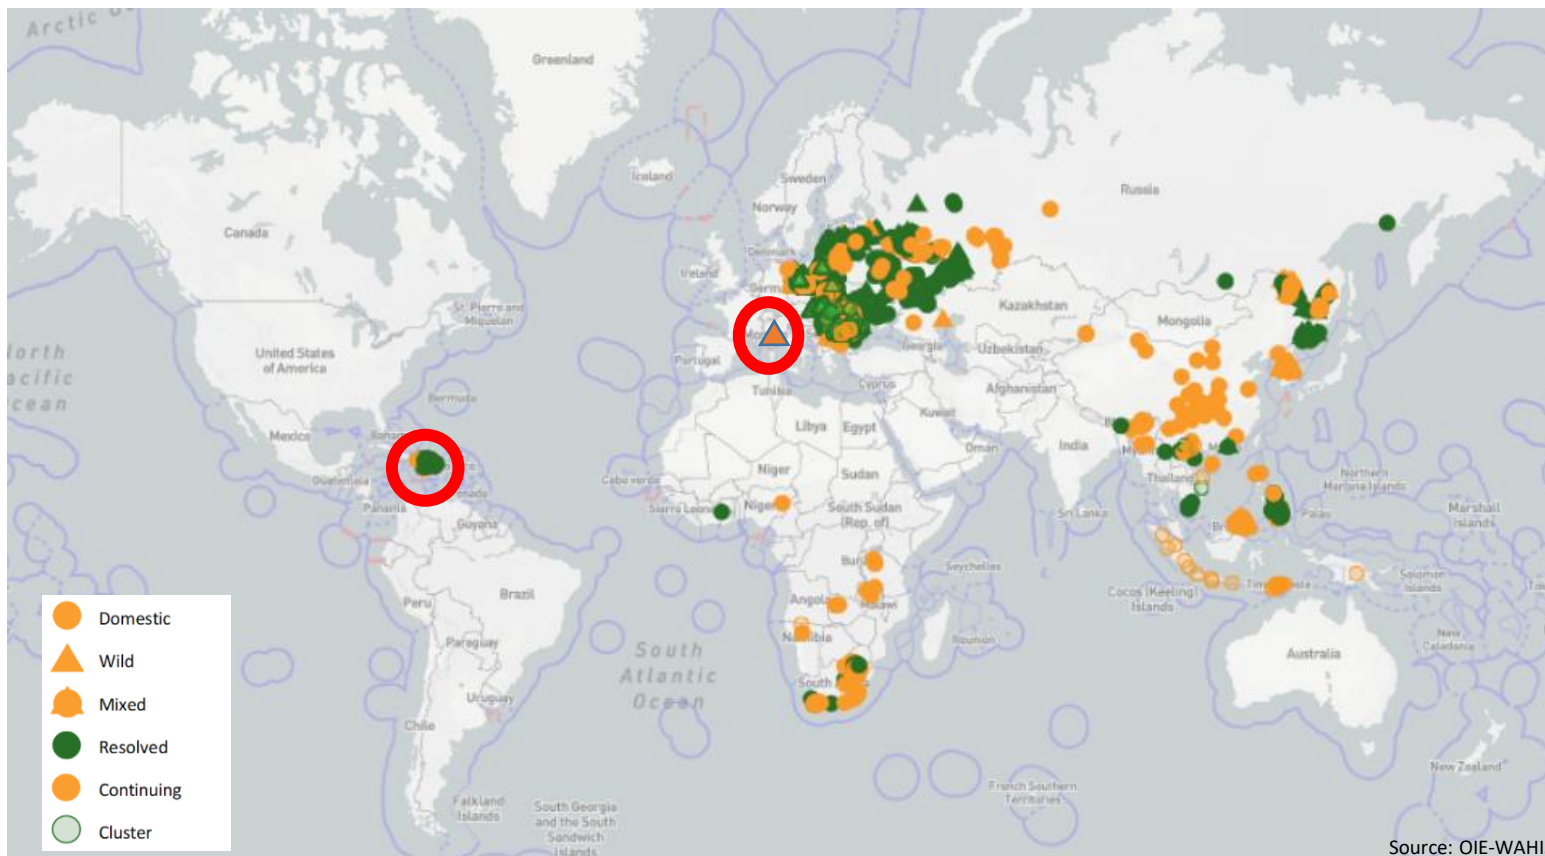 Arctic
Greenland
Iceland
Sweden
Russia
Norway
Canada
Denmark
Ireland
Kazakhstan
St. Pierre and
Miquelon
Mongolia
United States
of America
Georgia
Uzbekistan
Portugal
Tunisia
Cyprus
Afghanistan
Bermuda
Kuwait
Libya
Egypt
Mexico
India
Oman
Niger
Sudan
Thailand
Northern
Mariana Islands
Guatemala
Cabo verde
Panama
Sierra Leone
South Sudan
(Rep. of)
Sri Lanka
Palau
Marshall
Islands
Guyana
Seychelles
Solomon
Islands
Cocos (Keeling)
Islands
Peru
Brazil
Angola
Malawi
Namibia
Reunion
New
Caledonia
Paraguay
South
Atlantic
Ocean
Australia
South
Uruguay
Chile
New Zealand
French Southern
Territories
Falkland
Islands
South Georgia
and the South
Sandwich
Islands
Domestic
Wild
Mixed
Resolved
Continuing
Cluster
Source: OIE-WAHI